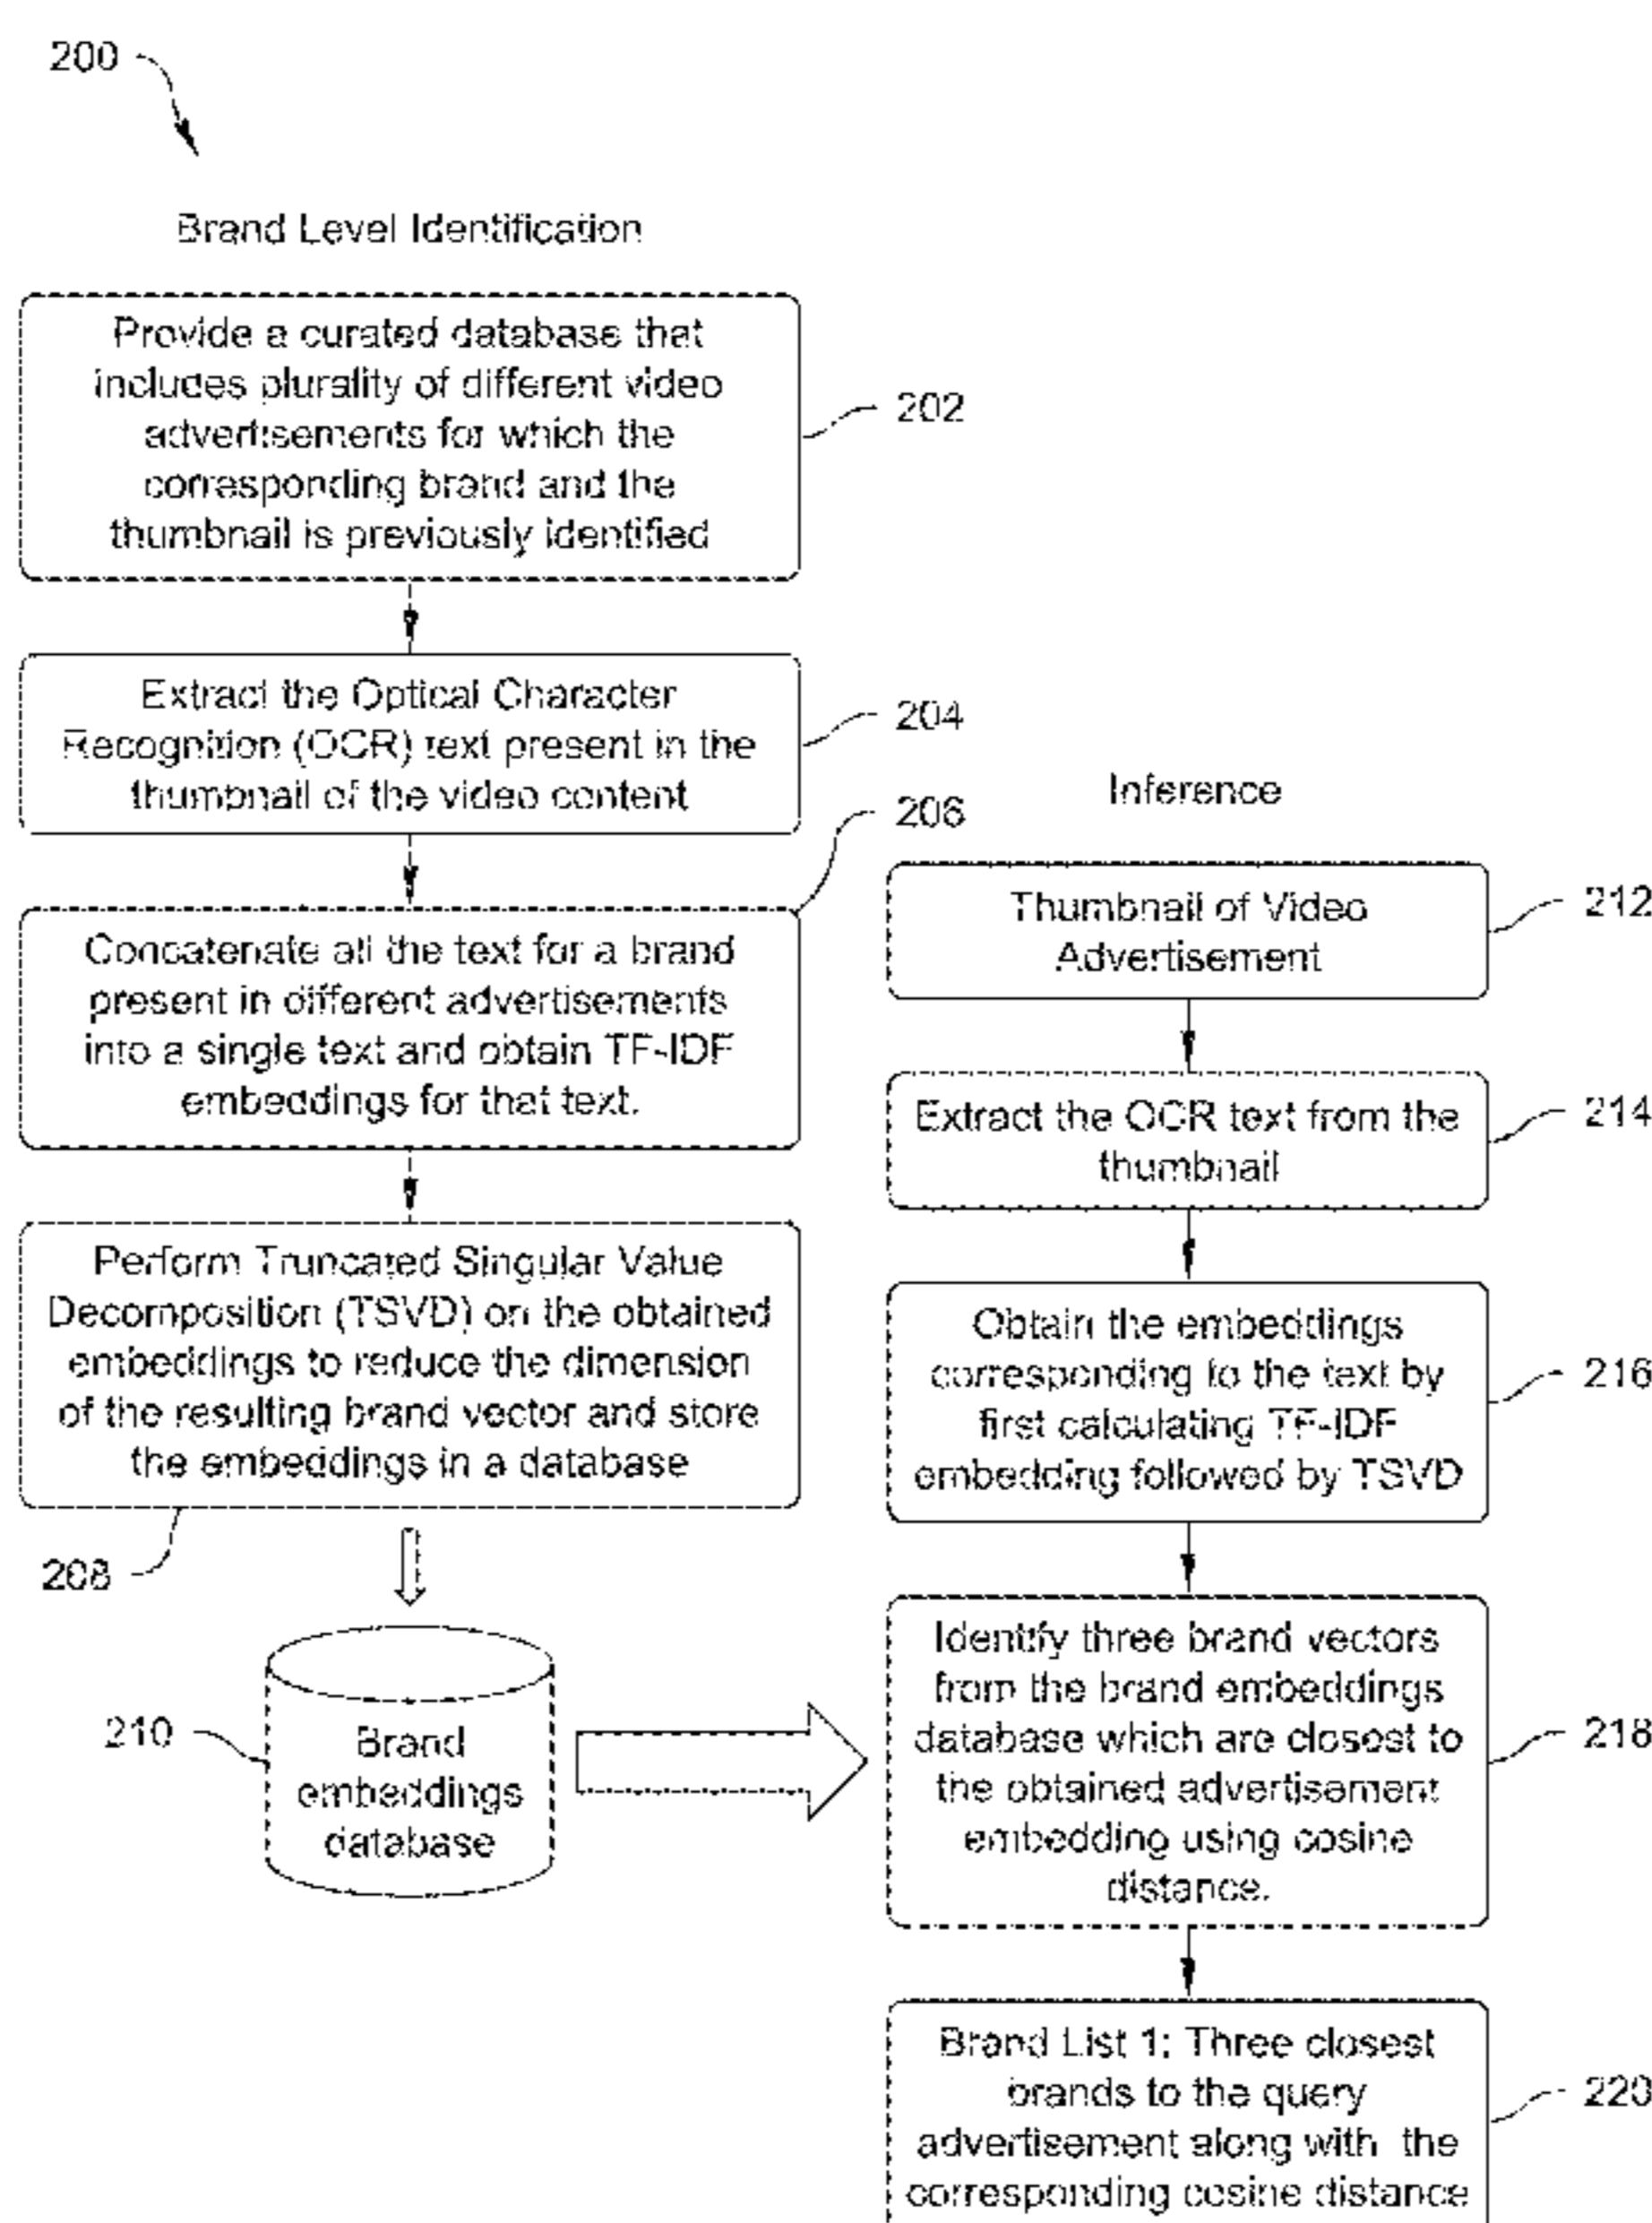 200
Brand Level Identification
Provide a curated database that
includes plurality of different video
advertisements for which the
corresponding brand and the
thumbnail is previously identified
202
Extract the Optical Character
Recognition (OCR) text present in the
thumbnail of the video content
204
206
Concatenate all the text for a brand
present in different advertisements
into a single text and obtain TF-IDF
embeddings for that text.
Perform Truncated Singular Value
Decomposition (TSVD) on the obtained
embeddings to reduce the dimension
of the resulting brand vector and store
the embeddings in a database
208
210
Brand
embeddings
database
Inference
Thumbnail of Video
Advertisement
212
Extract the OCR text from the
thumbnail
214
Obtain the embeddings
corresponding to the text by
first calculating TF-IDF
embedding followed by TSVD
216
Identify three brand vectors
from the brand embeddings
database which are closest to
the obtained advertisement
embedding using cosine
distance.
218
Brand List 1: Three closest
brands to the query
advertisement along with the
corresponding cosine distance
220